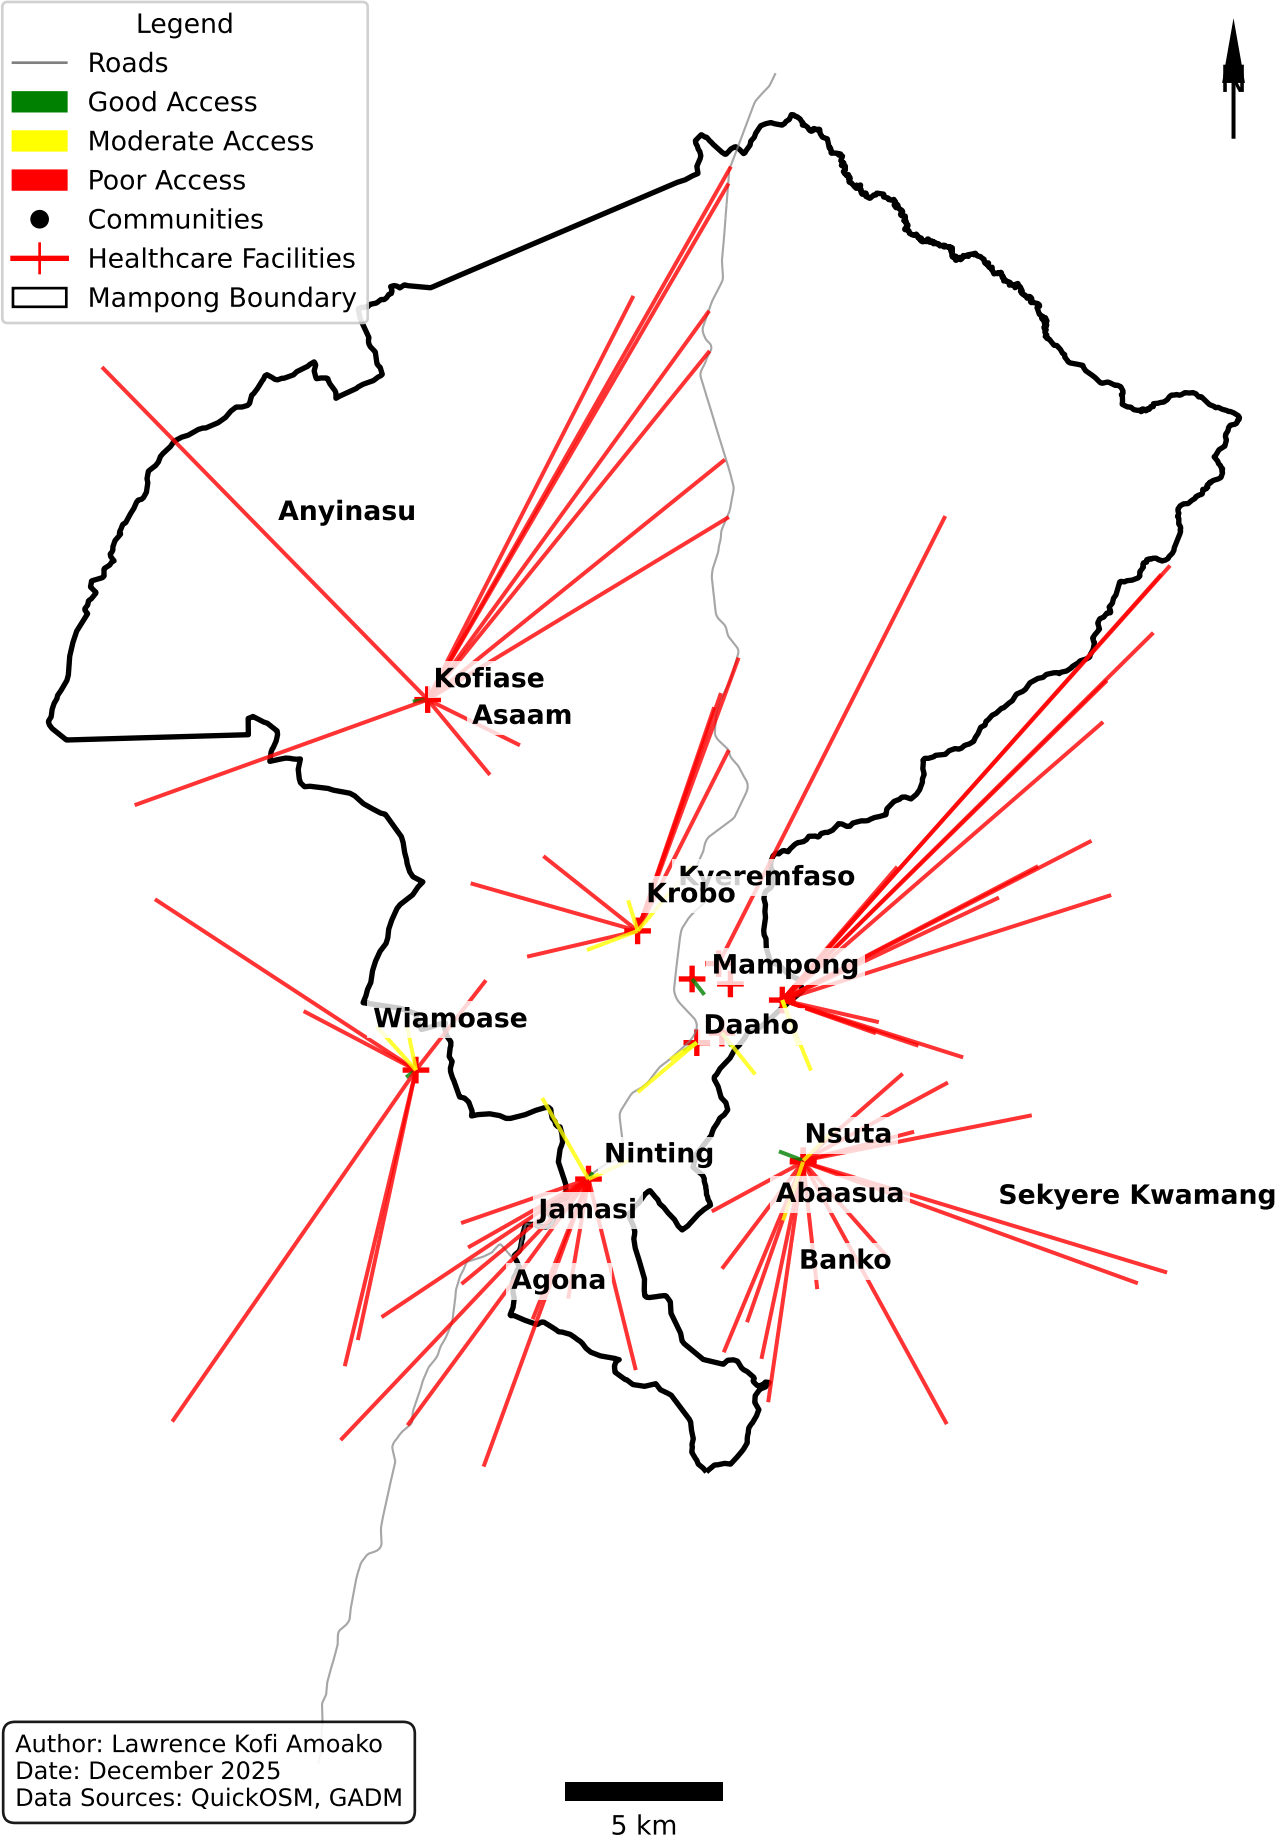 Legend
Roads
Good Access
Moderate Access
Poor Access
Communities
Healthcare Facilities
Mampong Boundary
N
Anyinasu
Kofiase
Asaam
Kyeremfaso
Krobo
Mampong
Wiamoase
Daaho
Nsuta
Ninting
Abaasua
Sekyere Kwamang
Jamasi
Banko
Agona
Author: Lawrence Kofi Amoako
Date: December 2025
Data Sources: QuickOSM, GADM
5 km